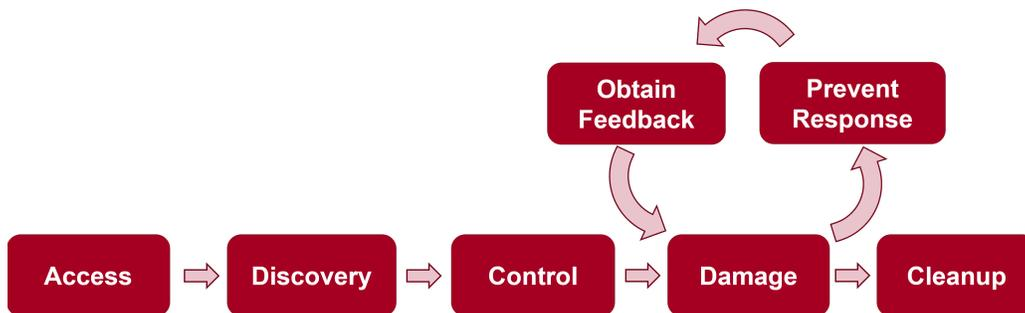 Obtain
Feedback
Prevent
Response
Access
Discovery
Control
Damage
Cleanup